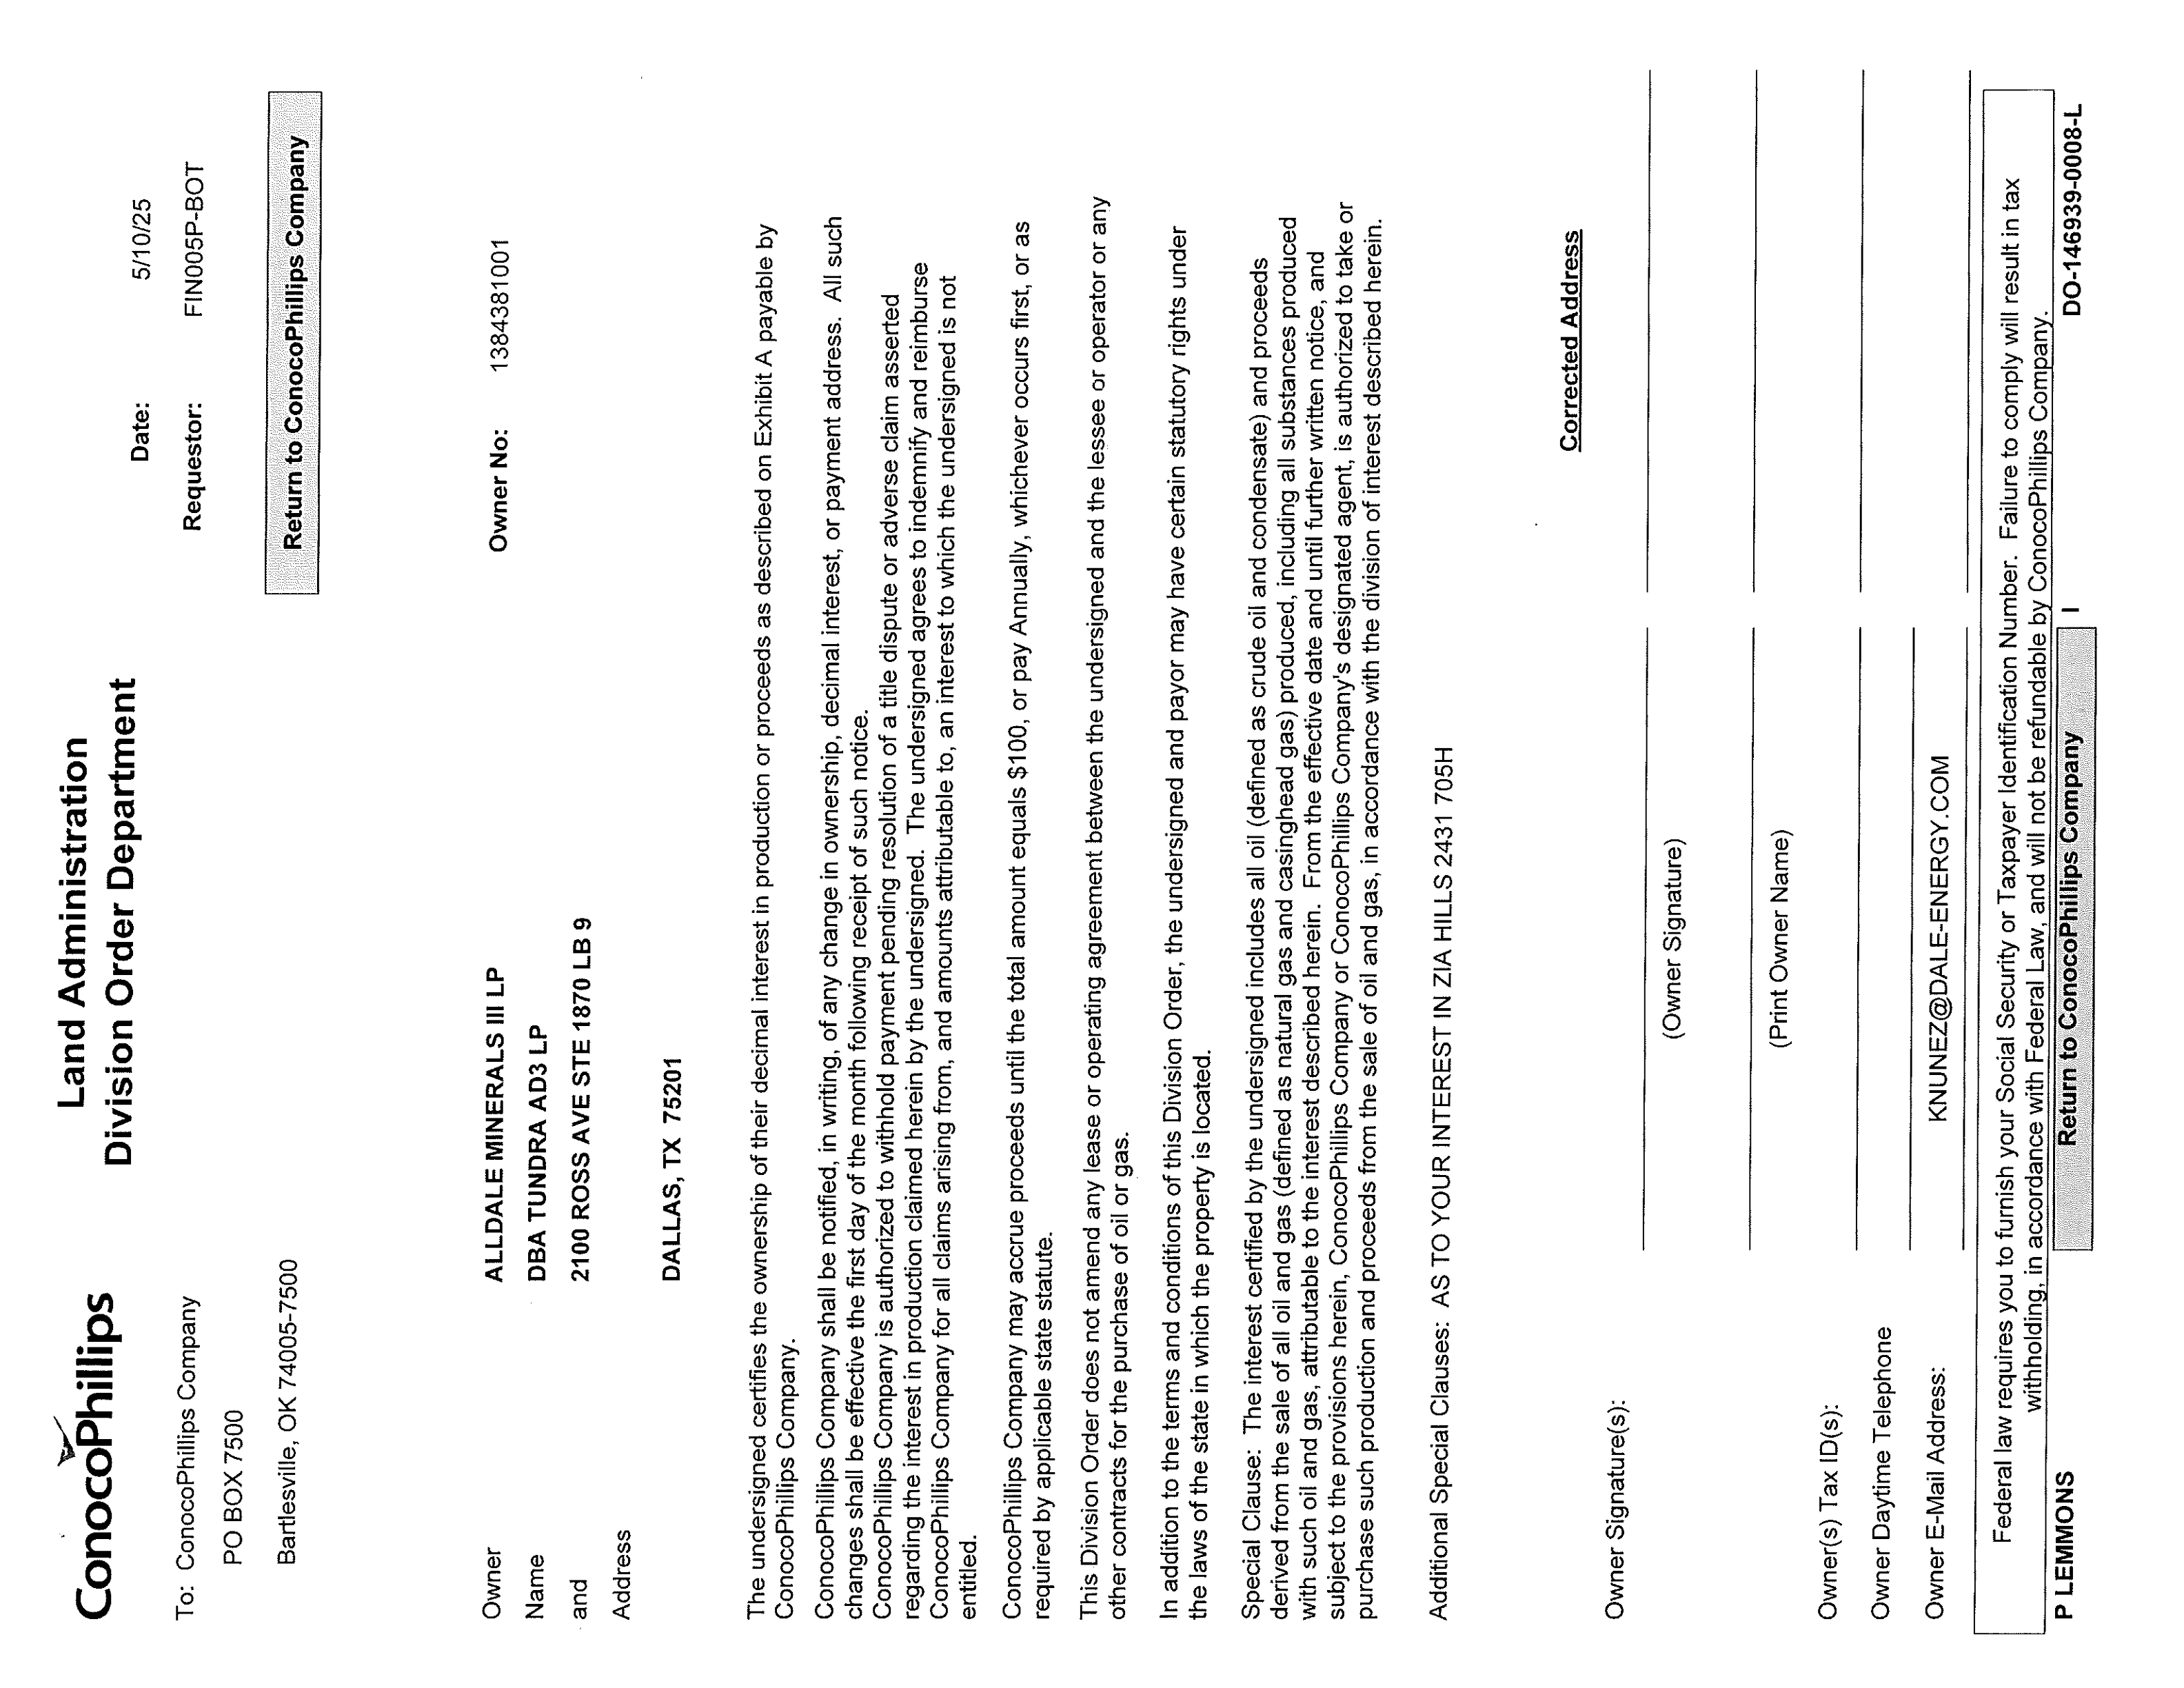 ConocoPhillips
Land Administration
Division Order Department
Date: 5/10/25
To: ConocoPhillips Company
Requestor: FIN005P-BOT
PO BOX 7500
Bartlesville, OK 74005-7500
Return to ConocoPhillips Company
Owner ALLDALE MINERALS III LP Owner No: 1384381001
Name DBA TUNDRA AD3 LP
and 2100 ROSS AVE STE 1870 LB 9
Address
DALLAS, TX 75201
The undersigned certifies the ownership of their decimal interest in production or proceeds as described on Exhibit A payable by
ConocoPhillips Company.
ConocoPhillips Company shall be notified, in writing, of any change in ownership, decimal interest, or payment address. All such
changes shall be effective the first day of the month following receipt of such notice.
ConocoPhillips Company is authorized to withhold payment pending resolution of a title dispute or adverse claim asserted
regarding the interest in production claimed herein by the undersigned. The undersigned agrees to indemnify and reimburse
ConocoPhillips Company for all claims arising from, and amounts attributable to, an interest to which the undersigned is not
entitled.
ConocoPhillips Company may accrue proceeds until the total amount equals $100, or pay Annually, whichever occurs first, or as
required by applicable state statute.
This Division Order does not amend any lease or operating agreement between the undersigned and the lessee or operator or any
other contracts for the purchase of oil or gas.
In addition to the terms and conditions of this Division Order, the undersigned and payor may have certain statutory rights under
the laws of the state in which the property is located.
Special Clause: The interest certified by the undersigned includes all oil (defined as crude oil and condensate) and proceeds
derived from the sale of all oil and gas (defined as natural gas and casinghead gas) produced, including all substances produced
with such oil and gas, attributable to the interest described herein. From the effective date and until further written notice, and
subject to the provisions herein, ConocoPhillips Company or ConocoPhillips Company's designated agent, is authorized to take or
purchase such production and proceeds from the sale of oil and gas, in accordance with the division of interest described herein.
Additional Special Clauses: AS TO YOUR INTEREST IN ZIA HILLS 2431 705H
Corrected Address
Owner Signature(s):
(Owner Signature)
(Print Owner Name)
Owner(s) Tax ID(s):
Owner Daytime Telephone
Owner E-Mail Address: KNUNEZ@DALE-ENERGY.COM
Federal law requires you to furnish your Social Security or Taxpayer Identification Number. Failure to comply will result in tax
withholding, in accordance with Federal Law, and will not be refundable by ConocoPhillips Company.
P LEMMONS Return to ConocoPhillips Company I DO-146939-0008-L